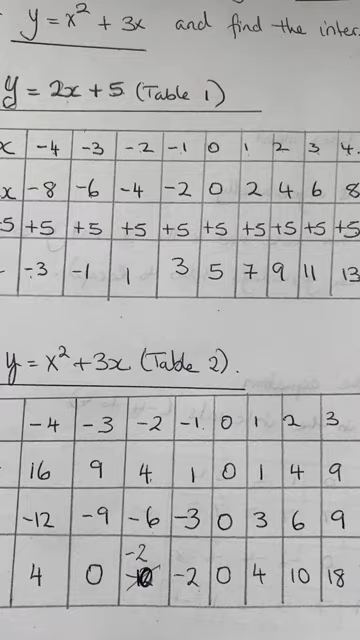 y = x² + 3x and find the inter
y = 2x + 5 (Table 1)
x -4 -3 -2 -1 0 1 2 3 4
x -8 -6 -4 -2 0 2 4 6 8
+5 +5 +5 +5 +5 +5 +5 +5 +5 +5
-3 -1 1 3 5 7 9 11 13
y = x² + 3x (Table 2).
-4 -3 -2 -1 0 1 2 3
16 9 4 1 0 1 4 9
-12 -9 -6 -3 0 3 6 9
4 0 -2 -2 0 4 10 18